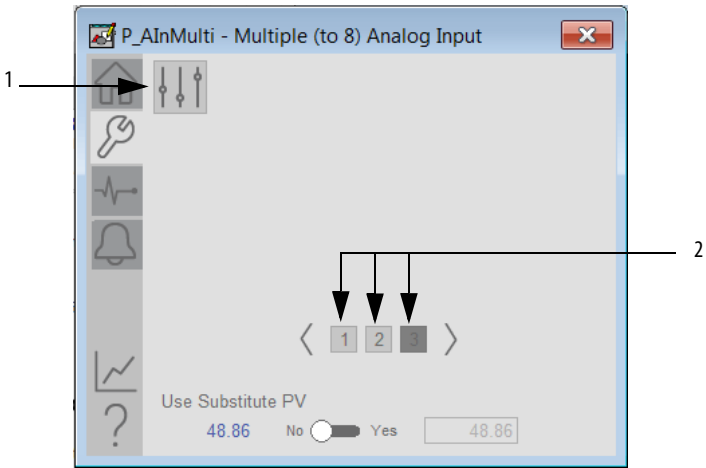 P_AInMulti - Multiple (to 8) Analog Input
1
2
1 2 3
Use Substitute PV
48.86 No Yes 48.86